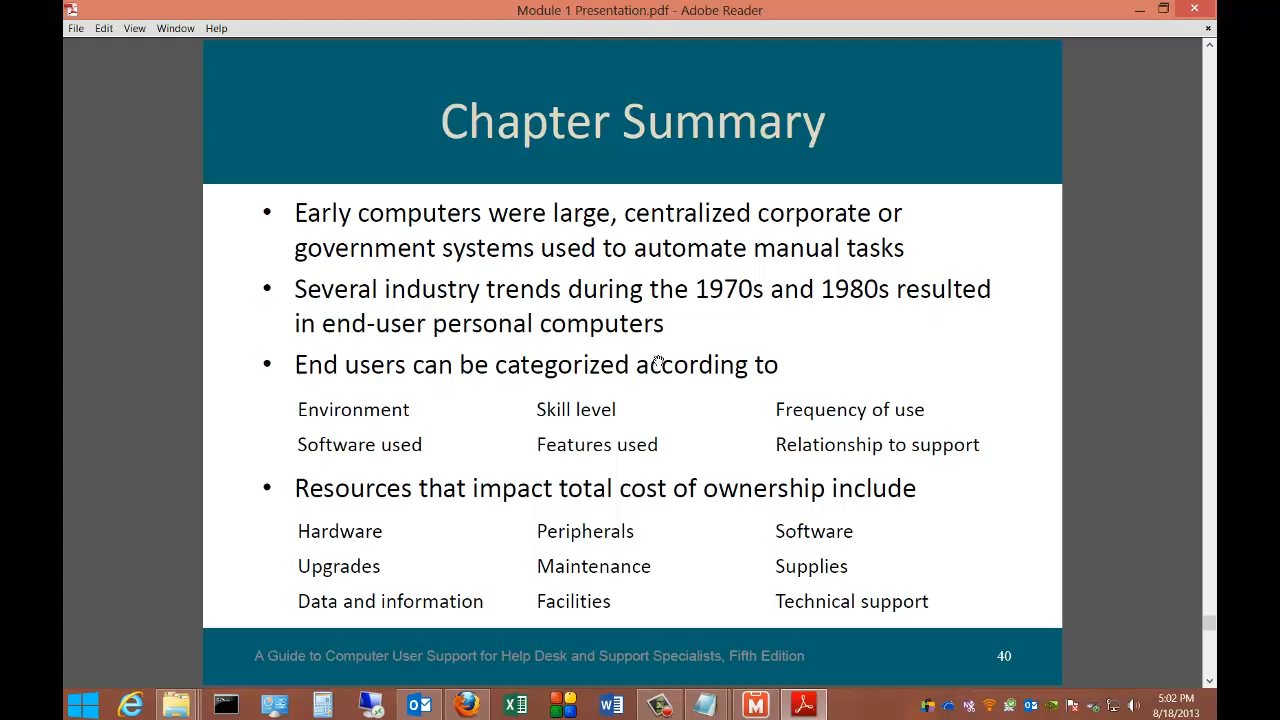 Module 1 Presentation.pdf - Adobe Reader
File Edit View Window Help
Chapter Summary
• Early computers were large, centralized corporate or
government systems used to automate manual tasks
• Several industry trends during the 1970s and 1980s resulted
in end-user personal computers
• End users can be categorized according to
Environment Skill level Frequency of use
Software used Features used Relationship to support
• Resources that impact total cost of ownership include
Hardware Peripherals Software
Upgrades Maintenance Supplies
Data and information Facilities Technical support
A Guide to Computer User Support for Help Desk and Support Specialists, Fifth Edition 40
5:02 PM
8/18/2013